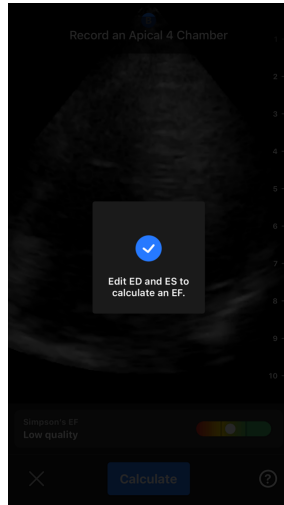 Record an Apical 4 Chamber
1
2
3
4
5
6
7
8
9
10
Edit ED and ES to
calculate an EF.
Simpson's EF
Low quality
Calculate
?